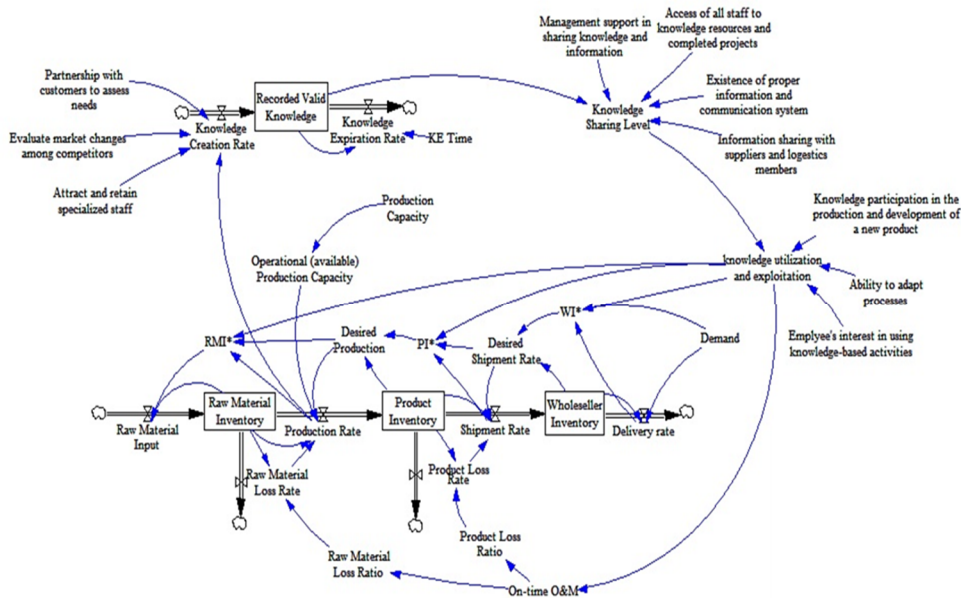 Management support in
sharing knowledge and
information
Access of all staff to
knowledge resources and
completed projects
Partnership with
customers to assess
needs
Recorded Valid
Knowledge
Existence of proper
information and
communication system
Knowledge
Sharing Level
Knowledge
Creation Rate
Knowledge
Expiration Rate
KE Time
Evaluate market changes
among competitors
Information sharing with
suppliers and logestics
members
Attract and retain
specialized staff
Production
Capacity
Knowledge participation in the
production and development of
a new product
Operational (available)
Production Capacity
knowledge utilization
and exploitation
Ability to adapt
processes
WI*
Emplyee's interest in using
knowledge-based activities
RMI*
Desired
Production
PI*
Desired
Shipment Rate
Demand
Raw Material
Inventory
Product
Inventory
Wholeseller
Inventory
Raw Material
Input
Production Rate
Shipment Rate
Delivery rate
Raw Material
Loss Rate
Product Loss
Rate
Product Loss
Ratio
Raw Material
Loss Ratio
On-time O&M